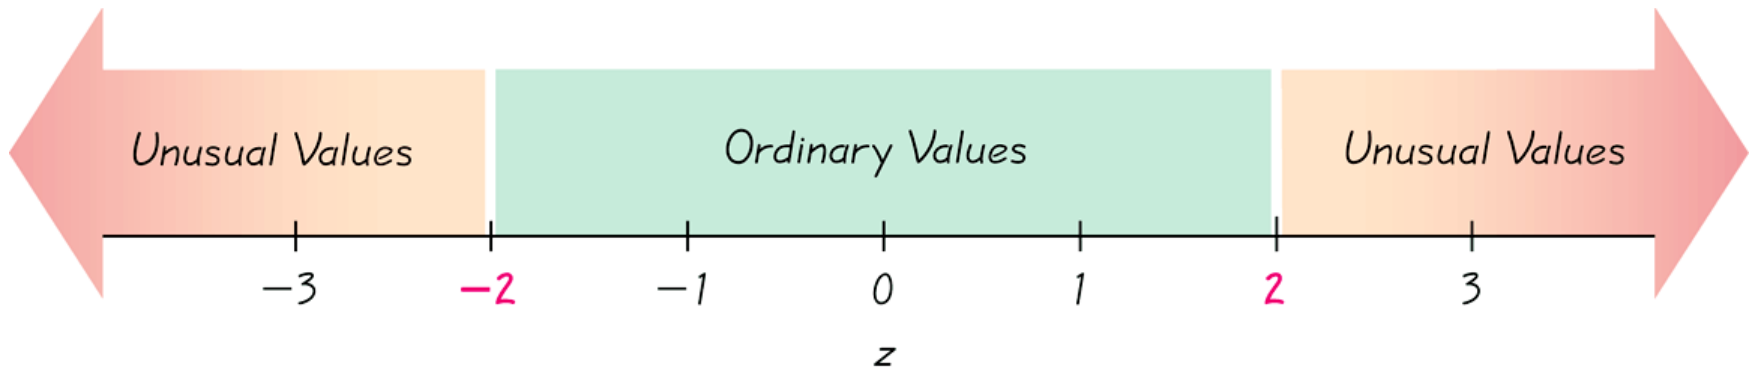 Unusual Values Ordinary Values Unusual Values
−3 −2 −1 0 1 2 3
z